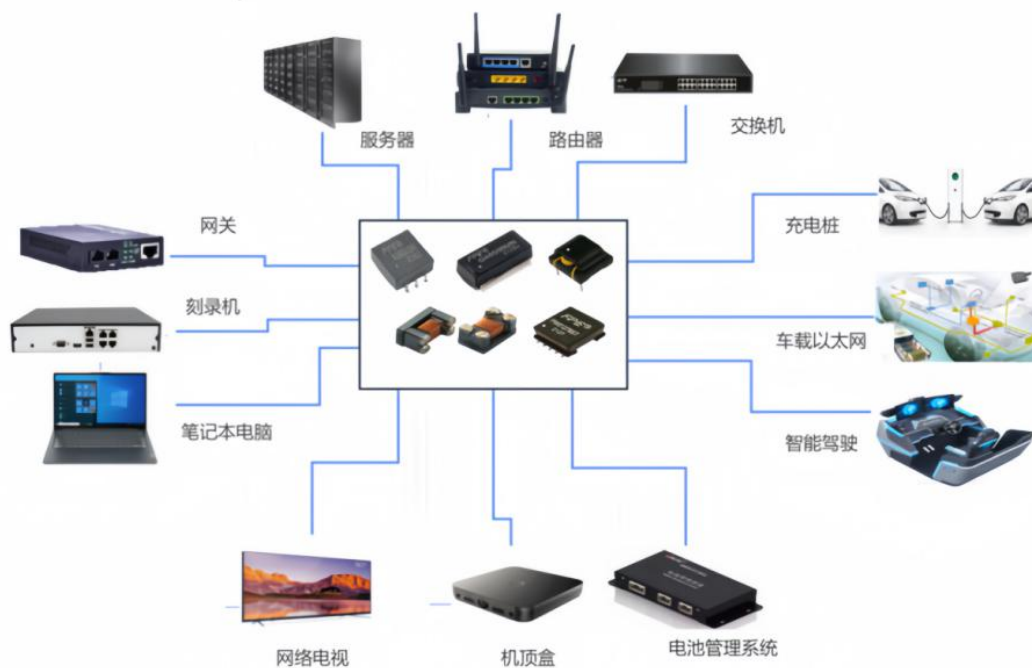 服务器
路由器
交换机
网关
充电桩
刻录机
车载以太网
笔记本电脑
智能驾驶
网络电视
机顶盒
电池管理系统